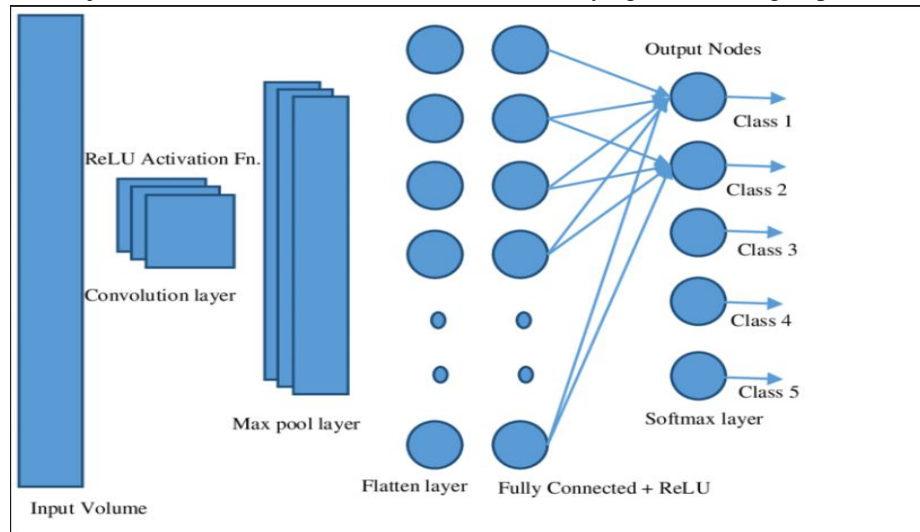 Output Nodes
Class 1
ReLU Activation Fn.
Class 2
Class 3
Convolution layer
Class 4
Class 5
Max pool layer
Softmax layer
Flatten layer
Fully Connected + ReLU
Input Volume